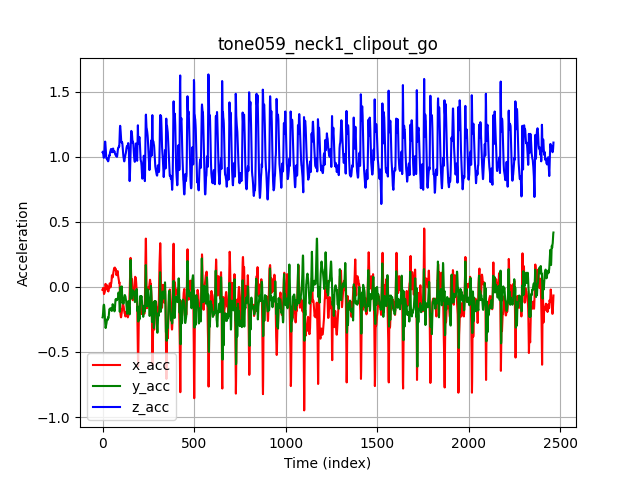 tone059_neck1_clipout_go
Acceleration
1.5
1.0
0.5
0.0
−0.5
−1.0
x_acc
y_acc
z_acc
0 500 1000 1500 2000 2500
Time (index)